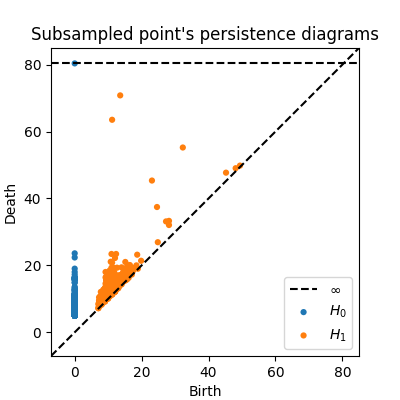 Subsampled point's persistence diagrams
80
60
40
20
0
Death
0 20 40 60 80
Birth
∞
H₀
H₁